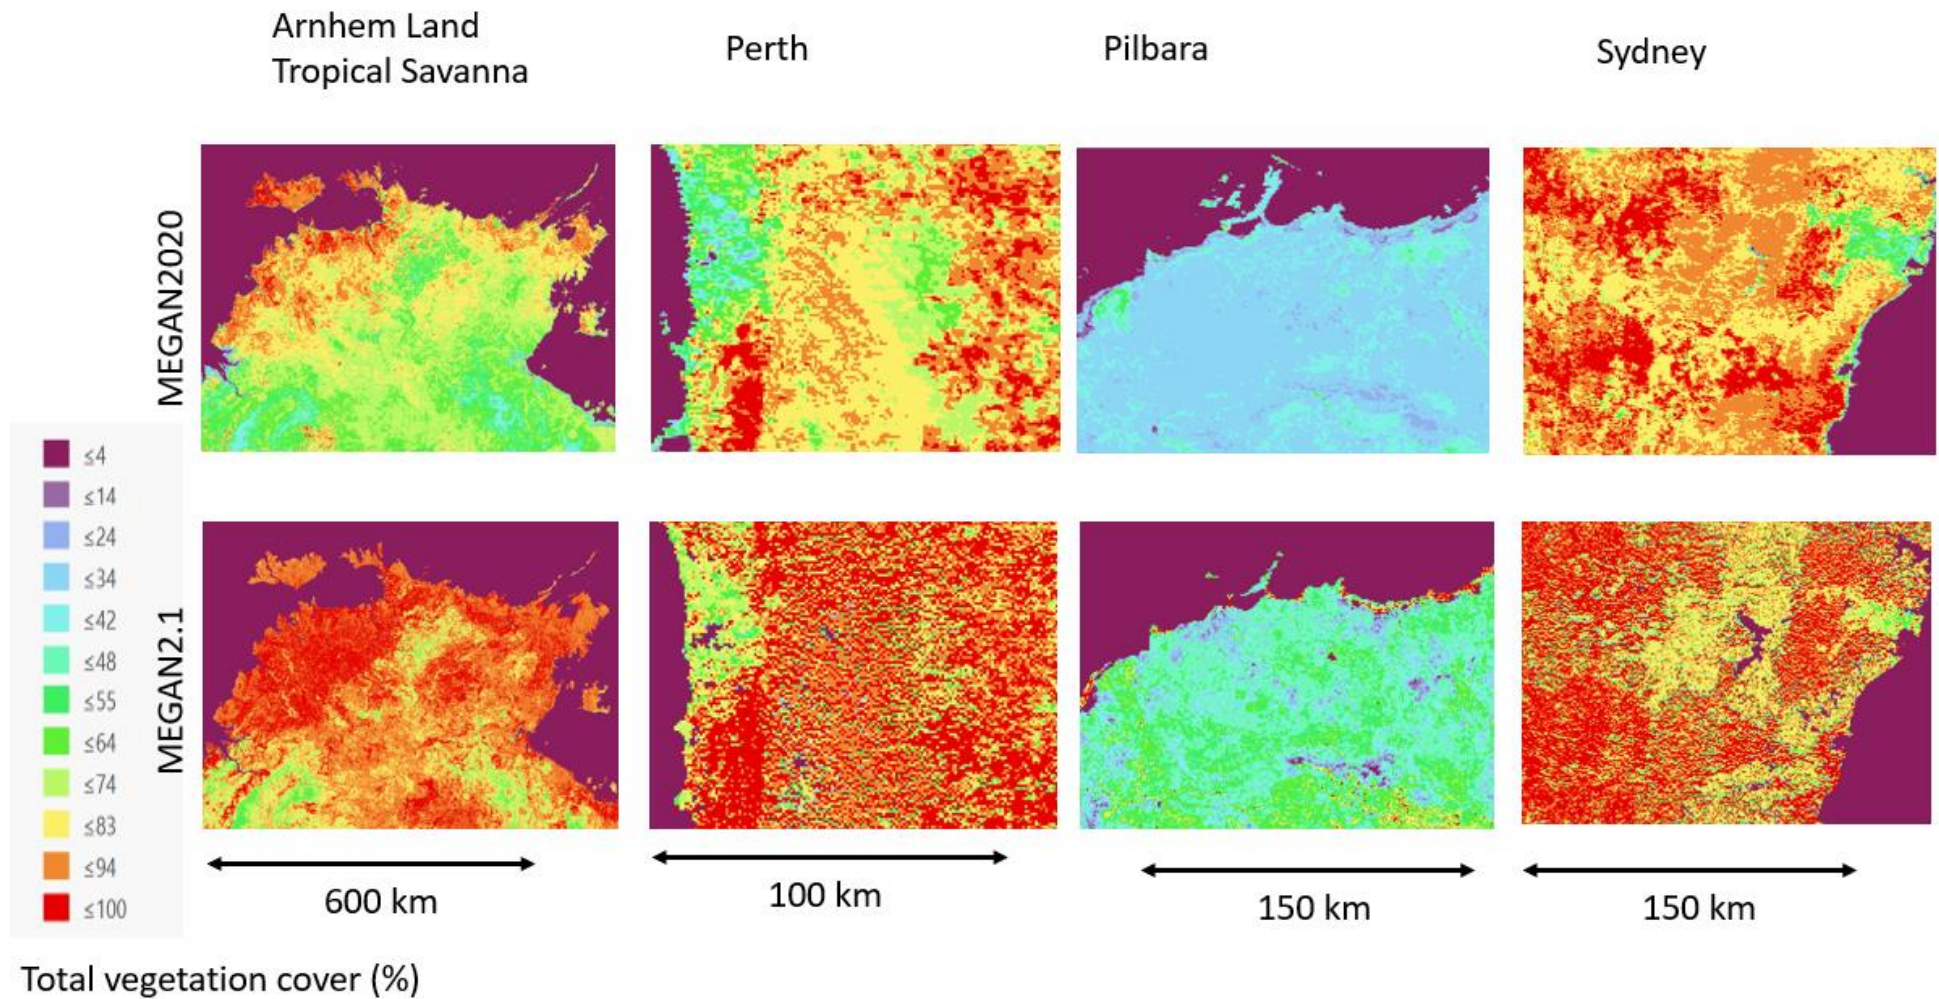 Arnhem Land
Tropical Savanna
Perth
Pilbara
Sydney
MEGAN2020
MEGAN2.1
≤4
≤14
≤24
≤34
≤42
≤48
≤55
≤64
≤74
≤83
≤94
≤100
600 km
100 km
150 km
150 km
Total vegetation cover (%)